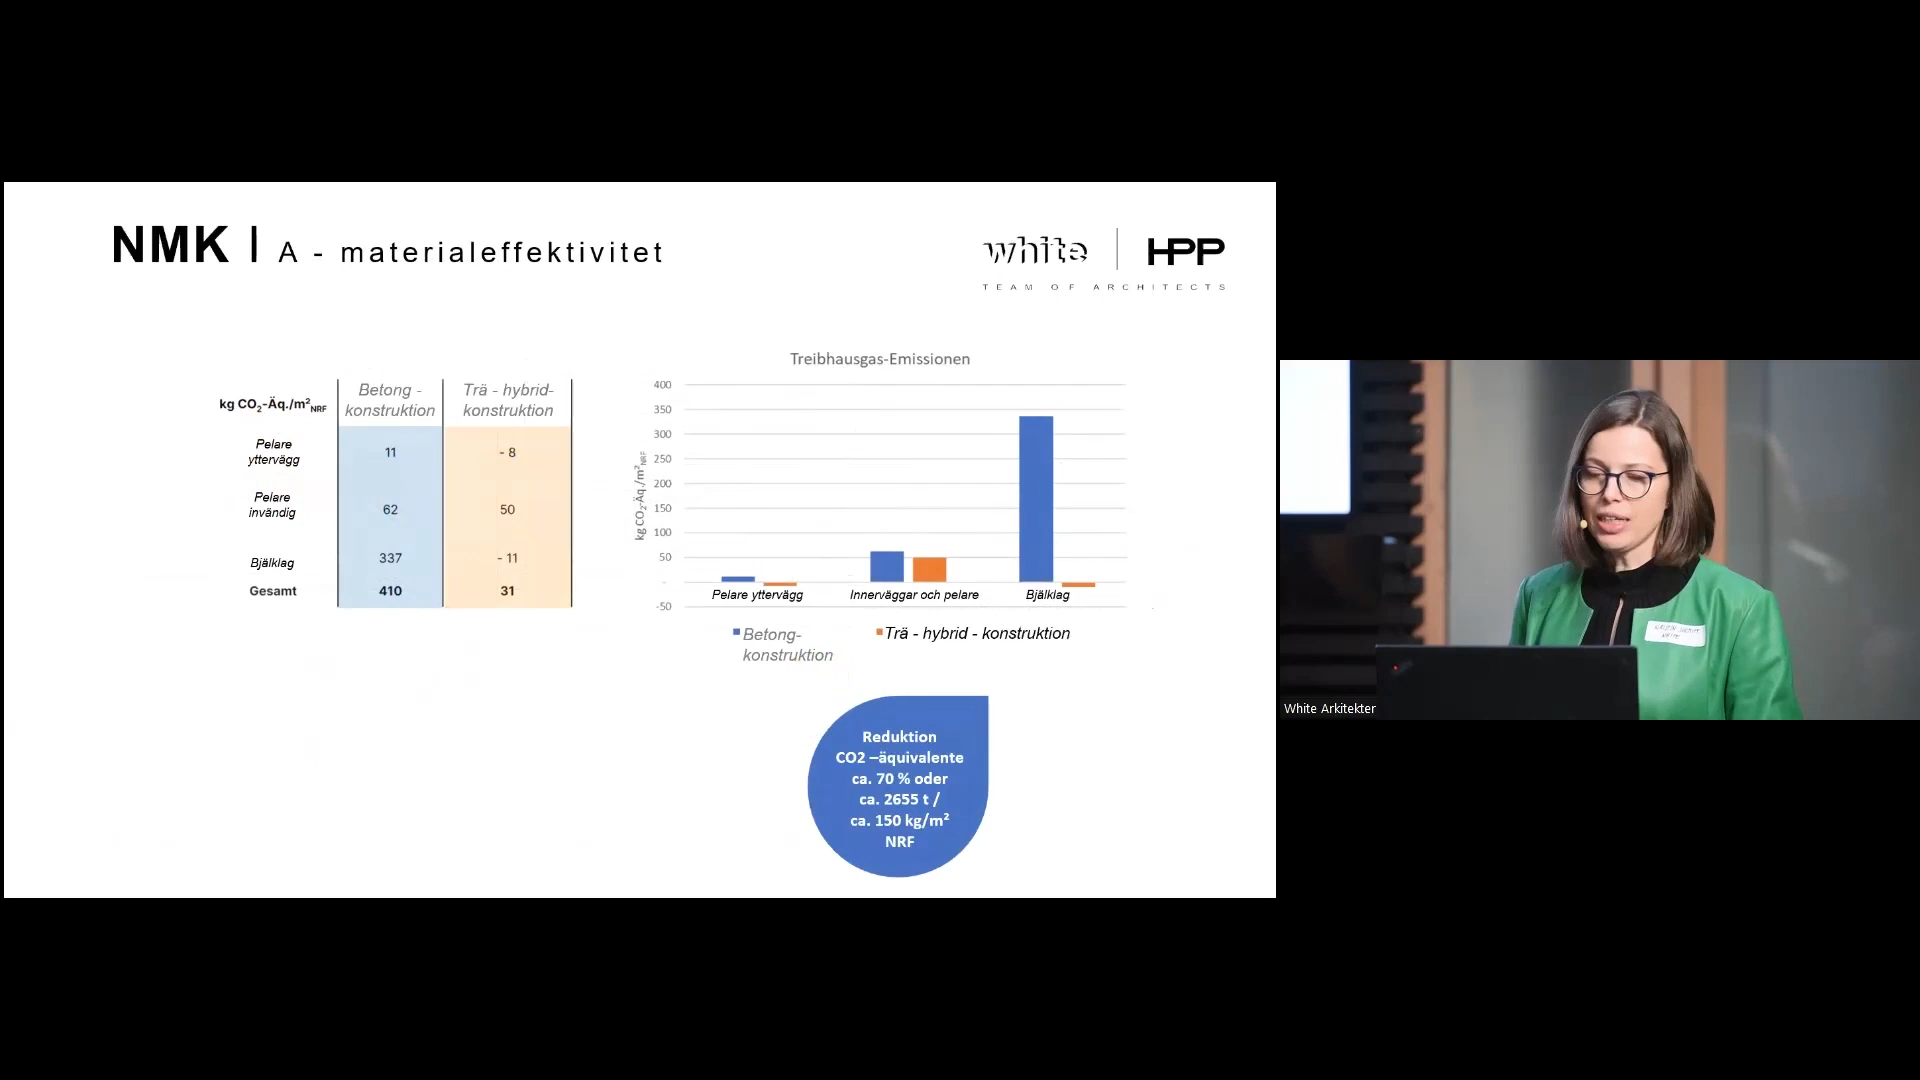 NMK | A - materialeffektivitet
white | HPP
TEAM OF ARCHITECTS
kg CO₂-Äq./m²NRF
Betong -
konstruktion
Trä - hybrid-
konstruktion
Pelare
yttervägg
11
- 8
Pelare
invändig
62
50
Bjälklag
337
- 11
Gesamt
410
31
Treibhausgas-Emissionen
kg CO₂-Äq./m²NRF
400
350
300
250
200
150
100
50
-
-50
Pelare yttervägg
Innerväggar och pelare
Bjälklag
Betong-
konstruktion
Trä - hybrid - konstruktion
Reduktion
CO2 –äquivalente
ca. 70 % oder
ca. 2655 t /
ca. 150 kg/m²
NRF
White Arkitekter